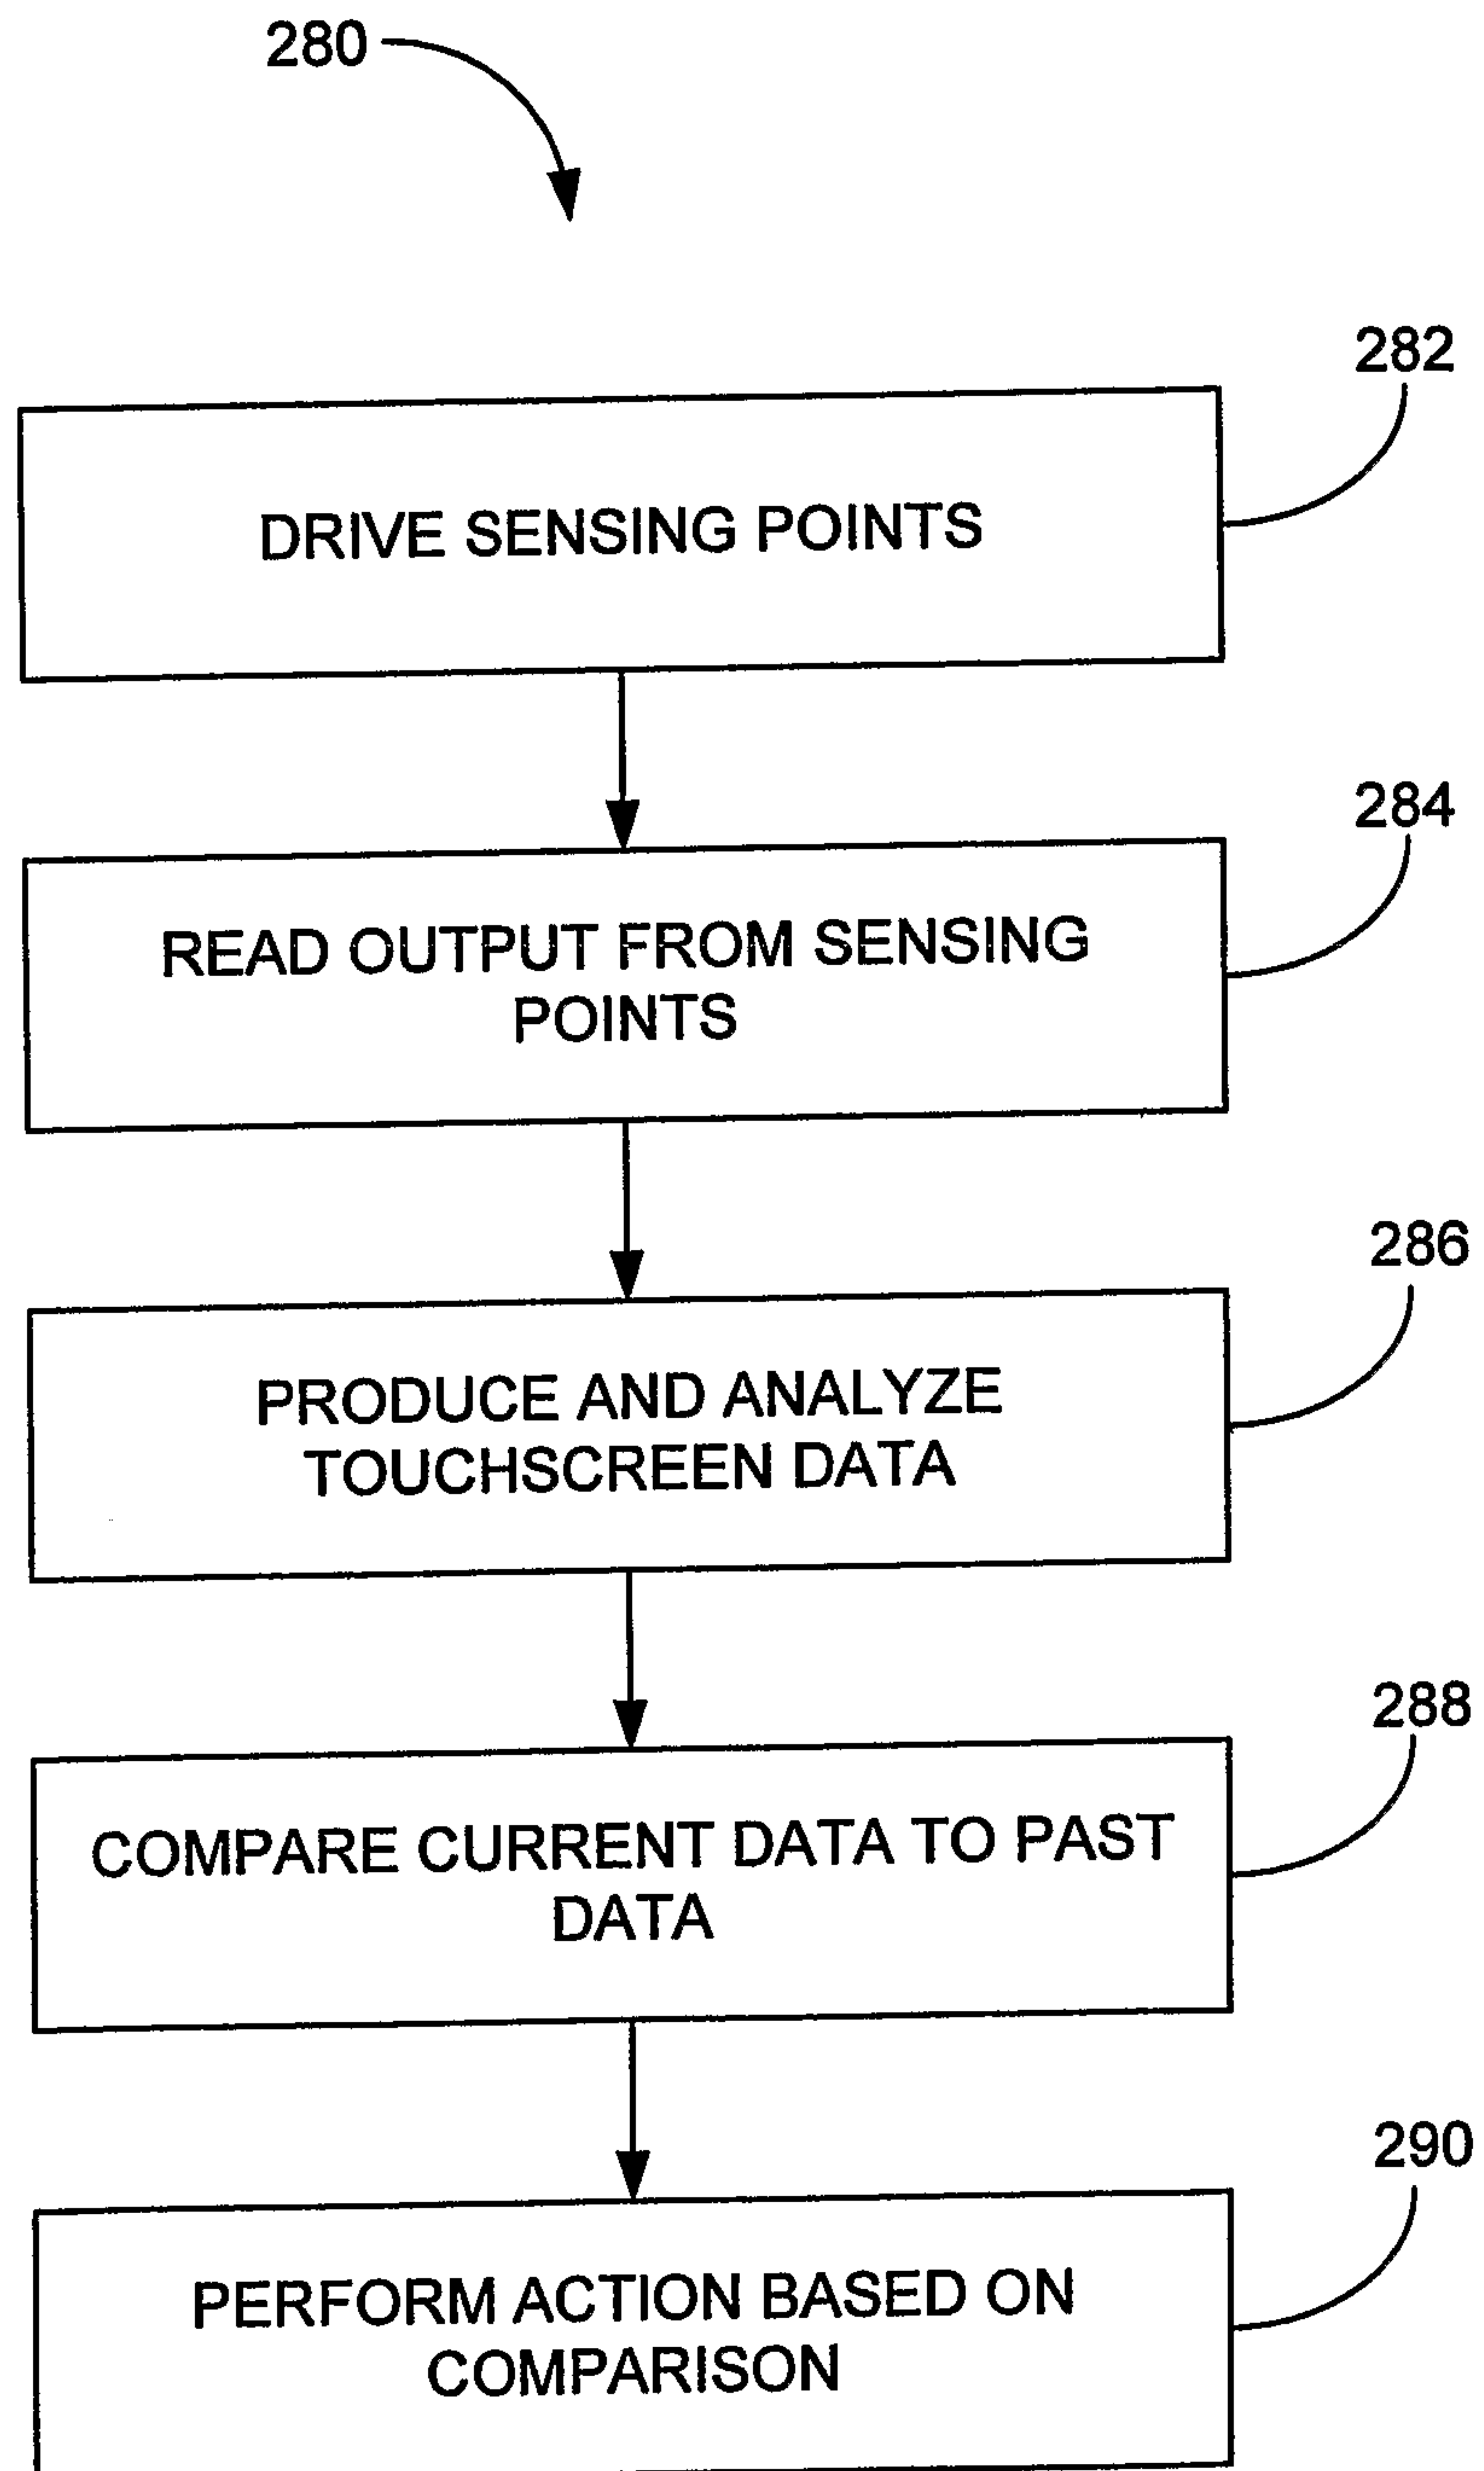 280
282
DRIVE SENSING POINTS
284
READ OUTPUT FROM SENSING
POINTS
286
PRODUCE AND ANALYZE
TOUCHSCREEN DATA
288
COMPARE CURRENT DATA TO PAST
DATA
290
PERFORM ACTION BASED ON
COMPARISON